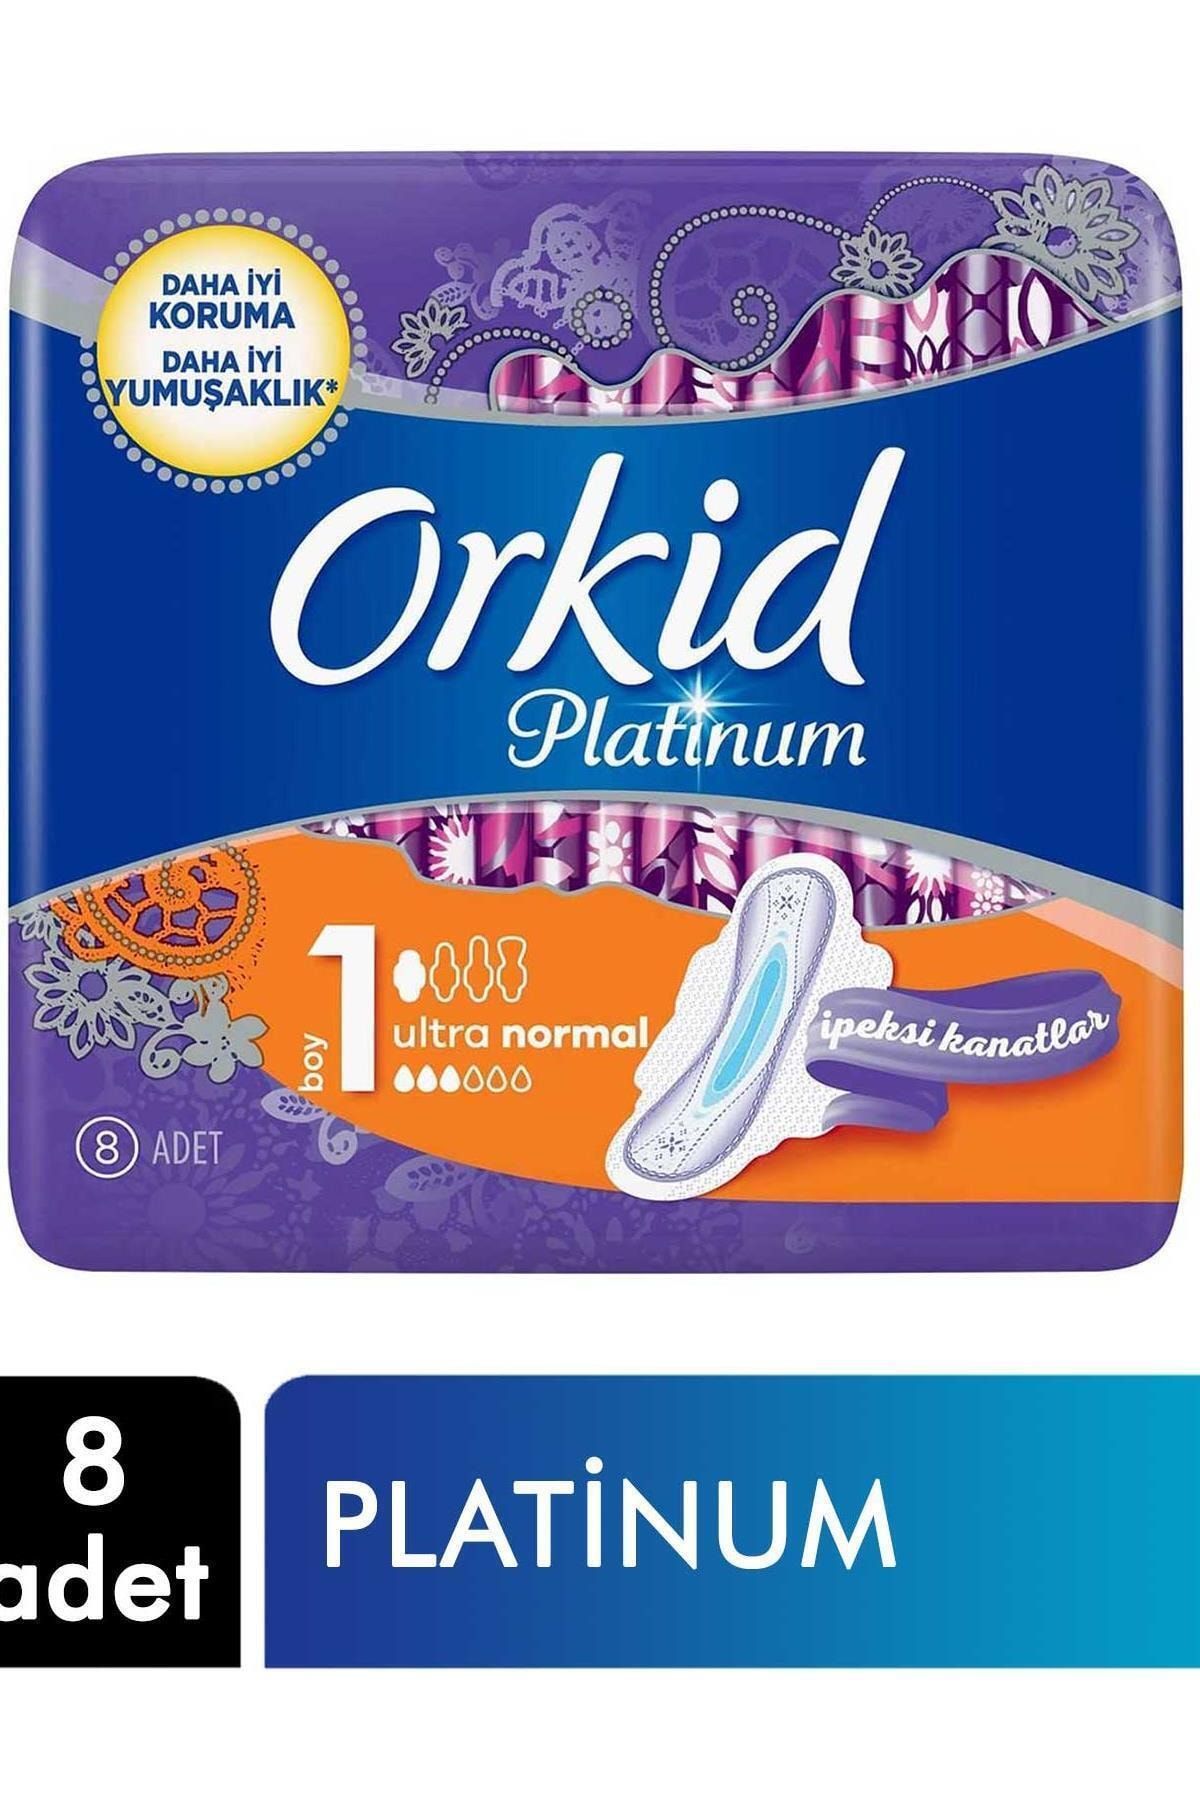 DAHA İYİ
KORUMA
DAHA İYİ
YUMUŞAKLIK*
Orkid
Platinum
boy
1
ultra normal
ipeksi kanatlar
8 ADET
8
adet
PLATİNUM